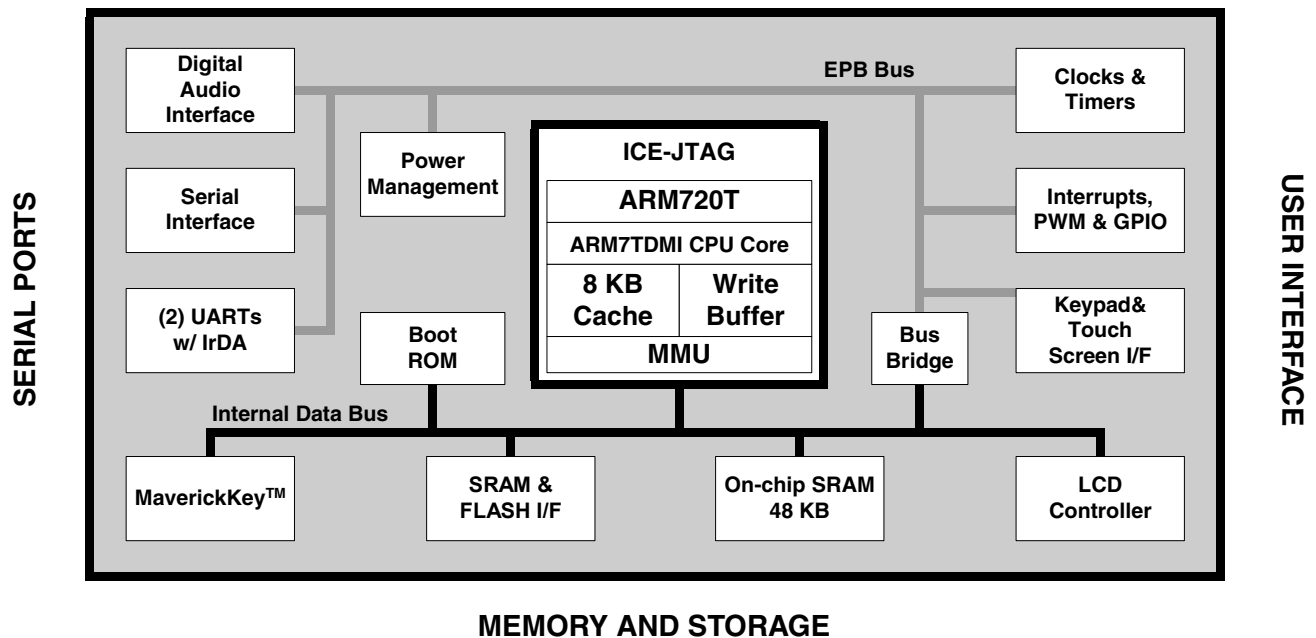 Digital
Audio
Interface
EPB Bus
Clocks &
Timers
Power
Management
ICE-JTAG
ARM720T
ARM7TDMI CPU Core
8 KB
Cache
Write
Buffer
MMU
Serial
Interface
Interrupts,
PWM & GPIO
SERIAL PORTS
USER INTERFACE
(2) UARTs
w/ IrDA
Boot
ROM
Bus
Bridge
Keypad&
Touch
Screen I/F
Internal Data Bus
MaverickKey™
SRAM &
FLASH I/F
On-chip SRAM
48 KB
LCD
Controller
MEMORY AND STORAGE